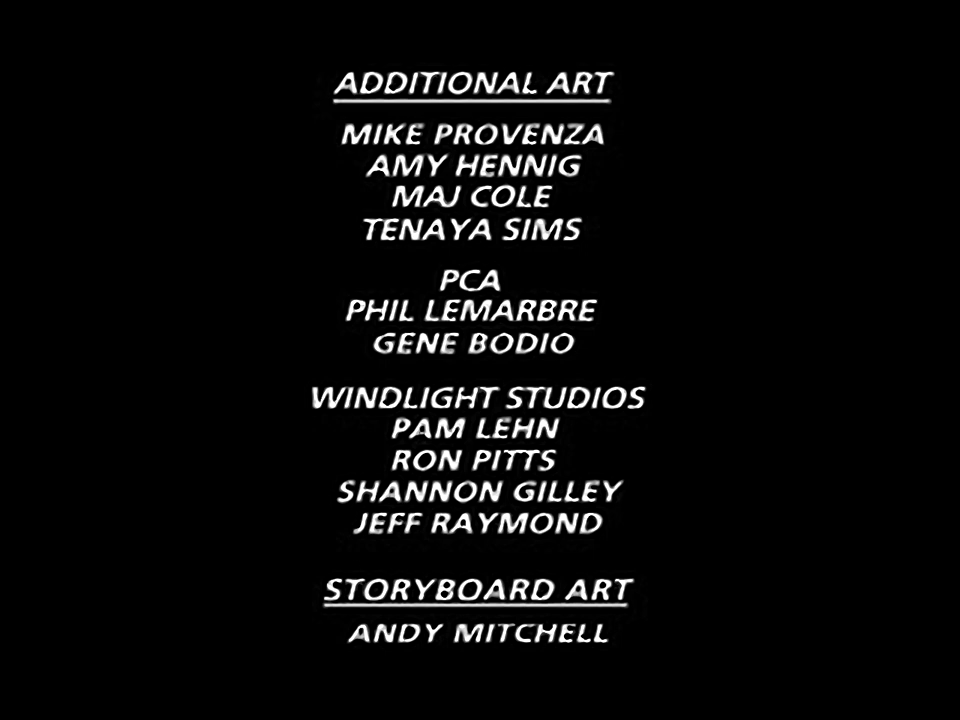 ADDITIONAL ART
MIKE PROVENZA
AMY HENNIG
MAJ COLE
TENAYA SIMS
PCA
PHIL LEMARBRE
GENE BODIO
WINDLIGHT STUDIOS
PAM LEHN
RON PITTS
SHANNON GILLEY
JEFF RAYMOND
STORYBOARD ART
ANDY MITCHELL